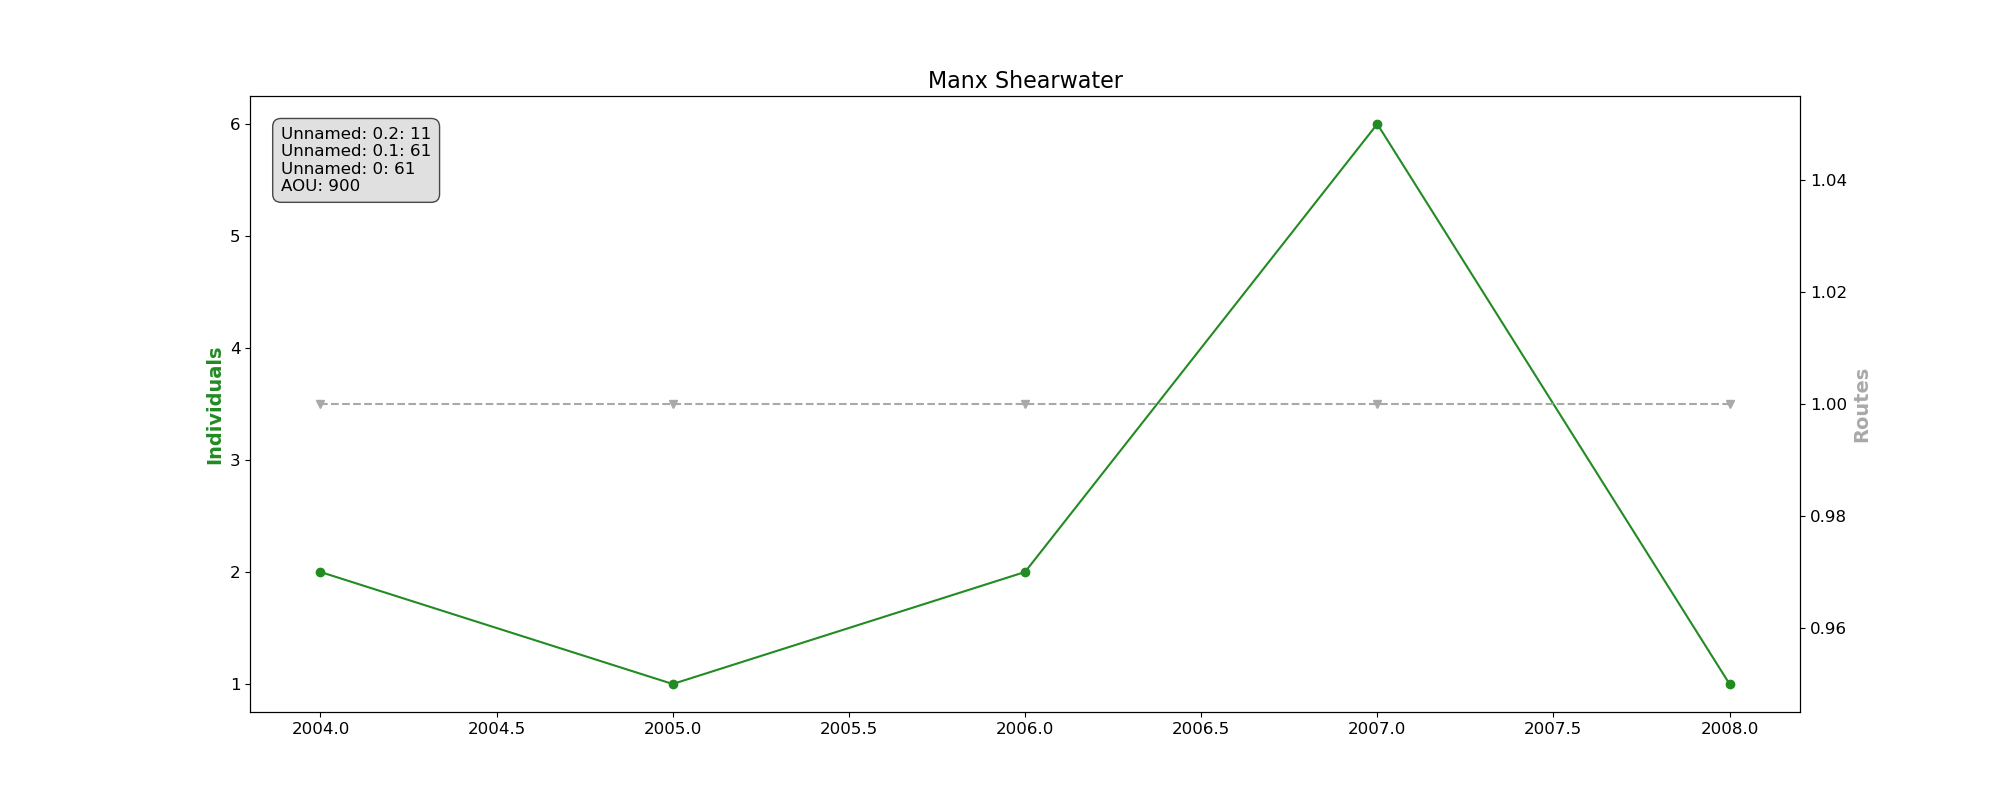 Manx Shearwater
Unnamed: 0.2: 11
Unnamed: 0.1: 61
Unnamed: 0: 61
AOU: 900
Individuals
6
5
4
3
2
1
1.04
1.02
1.00
0.98
0.96
Routes
2004.0 2004.5 2005.0 2005.5 2006.0 2006.5 2007.0 2007.5 2008.0